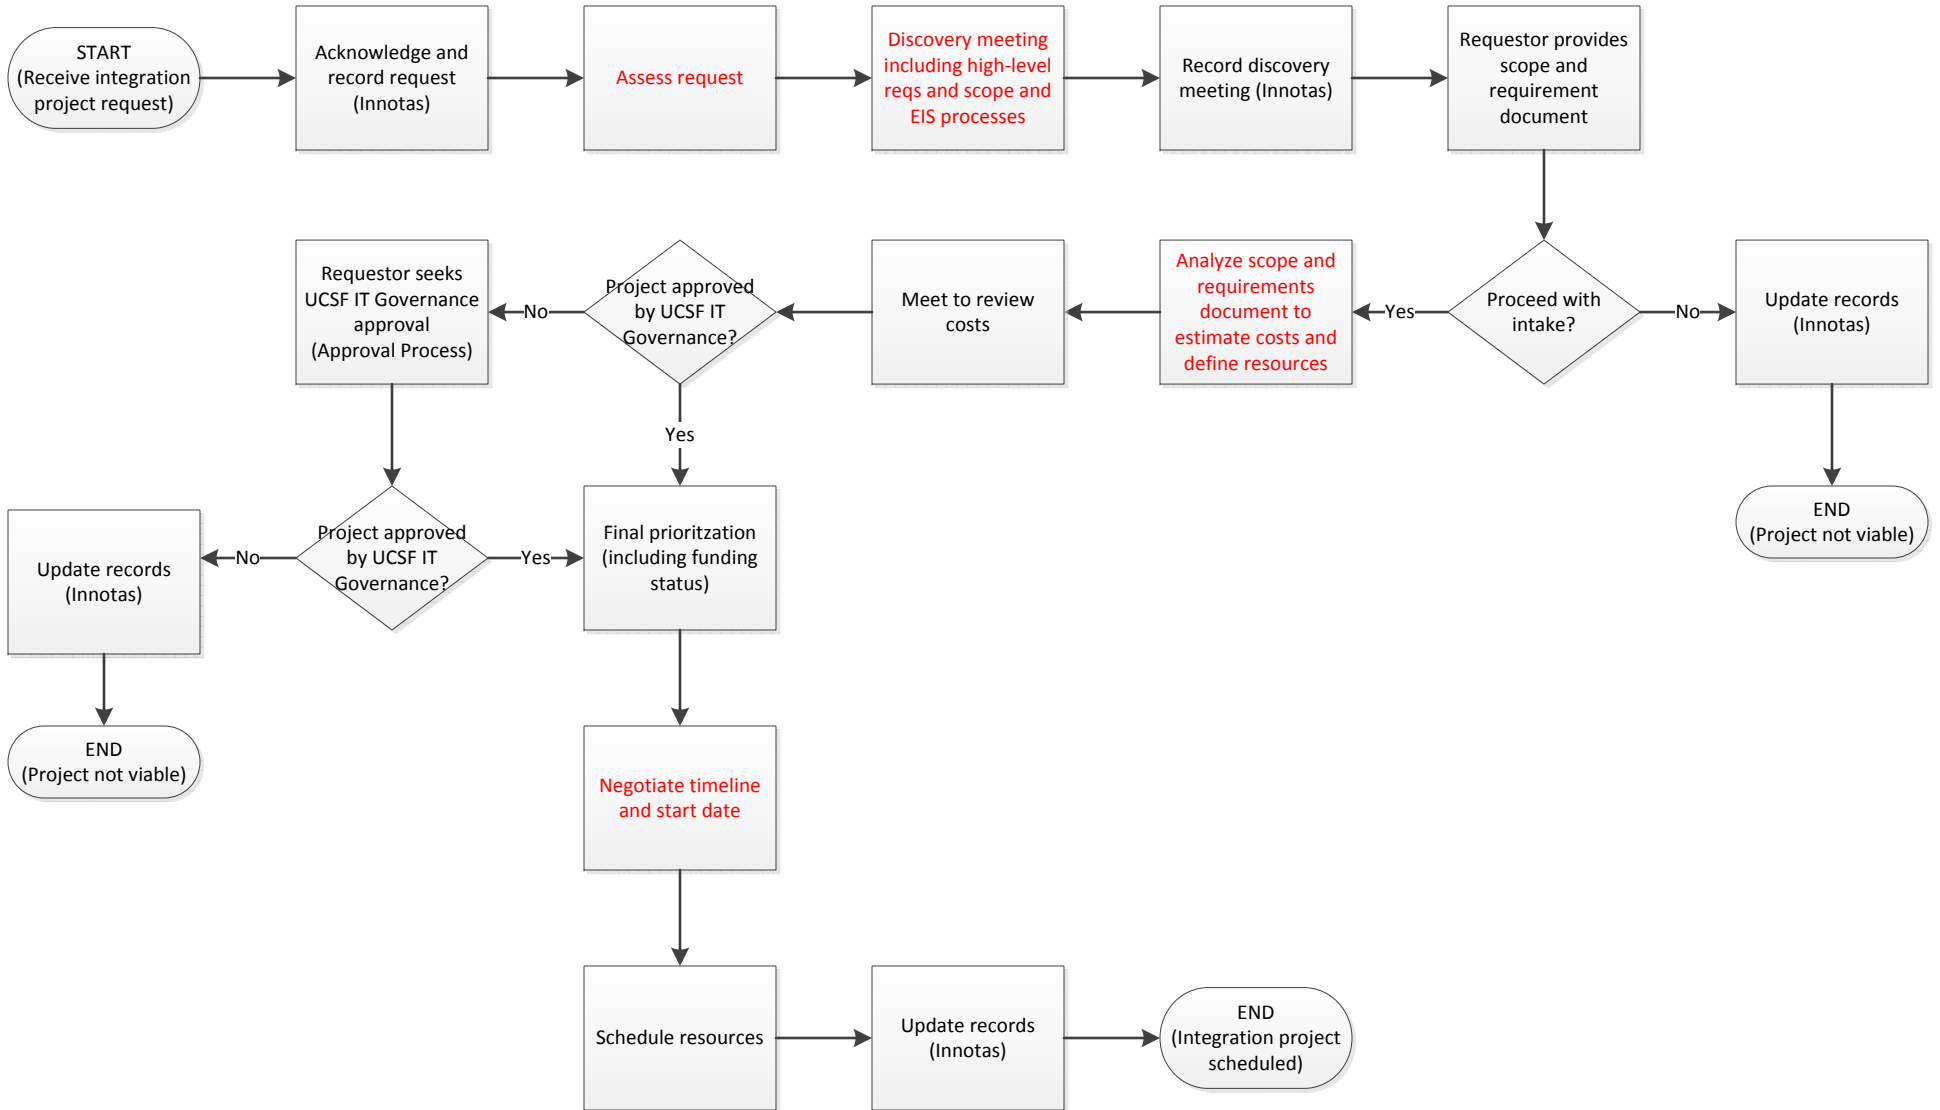 START
(Receive integration
project request)
Acknowledge and
record request
(Innotas)
Assess request
Discovery meeting
including high-level
reqs and scope and
EIS processes
Record discovery
meeting (Innotas)
Requestor provides
scope and
requirement
document
Requestor seeks
UCSF IT Governance
approval
(Approval Process)
No
Project approved
by UCSF IT
Governance?
Meet to review
costs
Analyze scope and
requirements
document to
estimate costs and
define resources
Yes
Proceed with
intake?
No
Update records
(Innotas)
Yes
Update records
(Innotas)
No
Project approved
by UCSF IT
Governance?
Yes
Final prioritzation
(including funding
status)
END
(Project not viable)
END
(Project not viable)
Negotiate timeline
and start date
Schedule resources
Update records
(Innotas)
END
(Integration project
scheduled)